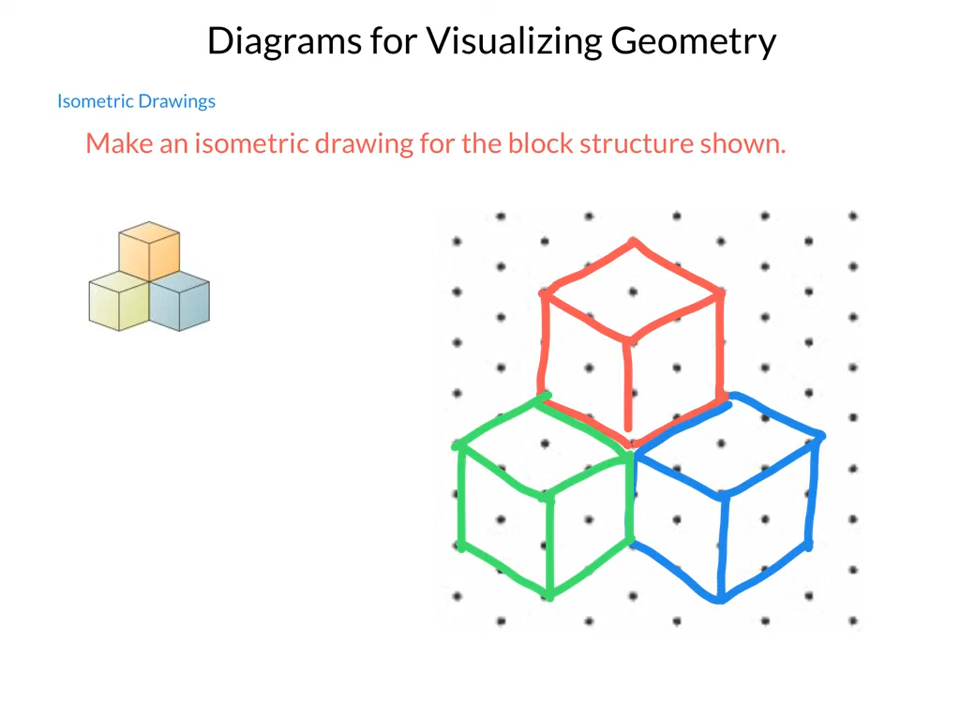 Diagrams for Visualizing Geometry
Isometric Drawings
Make an isometric drawing for the block structure shown.